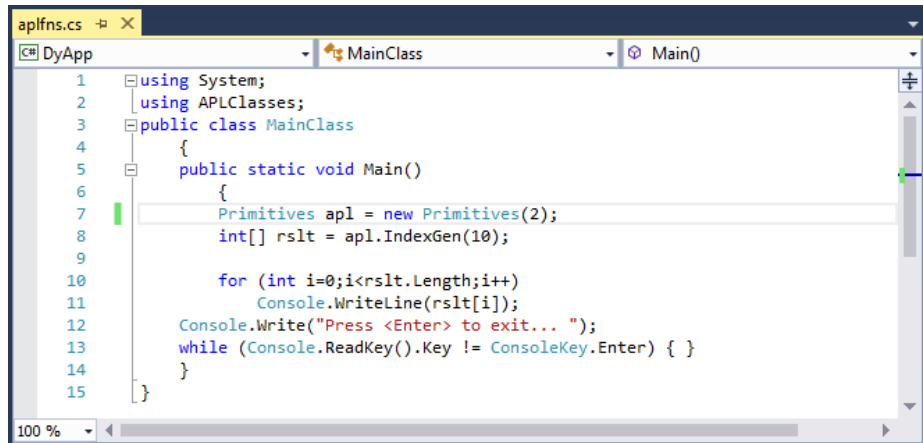 aplfns.cs
C# DyApp MainClass Main()
1 using System;
2 using APLClasses;
3 public class MainClass
4 {
5 public static void Main()
6 {
7 Primitives apl = new Primitives(2);
8 int[] rslt = apl.IndexGen(10);
9
10 for (int i=0;i<rslt.Length;i++)
11 Console.WriteLine(rslt[i]);
12 Console.Write("Press <Enter> to exit... ");
13 while (Console.ReadKey().Key != ConsoleKey.Enter) { }
14 }
15 }
100 %